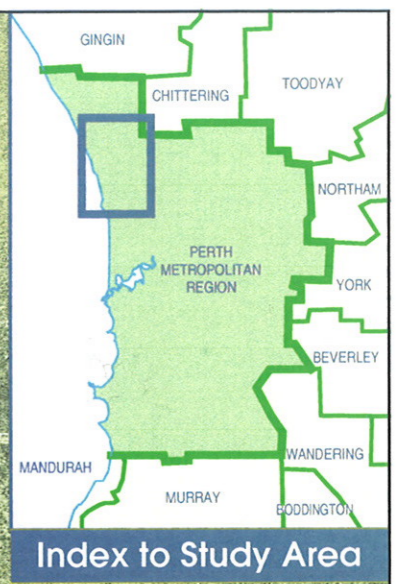 GINGIN
CHITTERING
TOODYAY
NORTHAM
PERTH
METROPOLITAN
REGION
YORK
BEVERLEY
WANDERING
MANDURAH
MURRAY
BODDINGTON
Index to Study Area